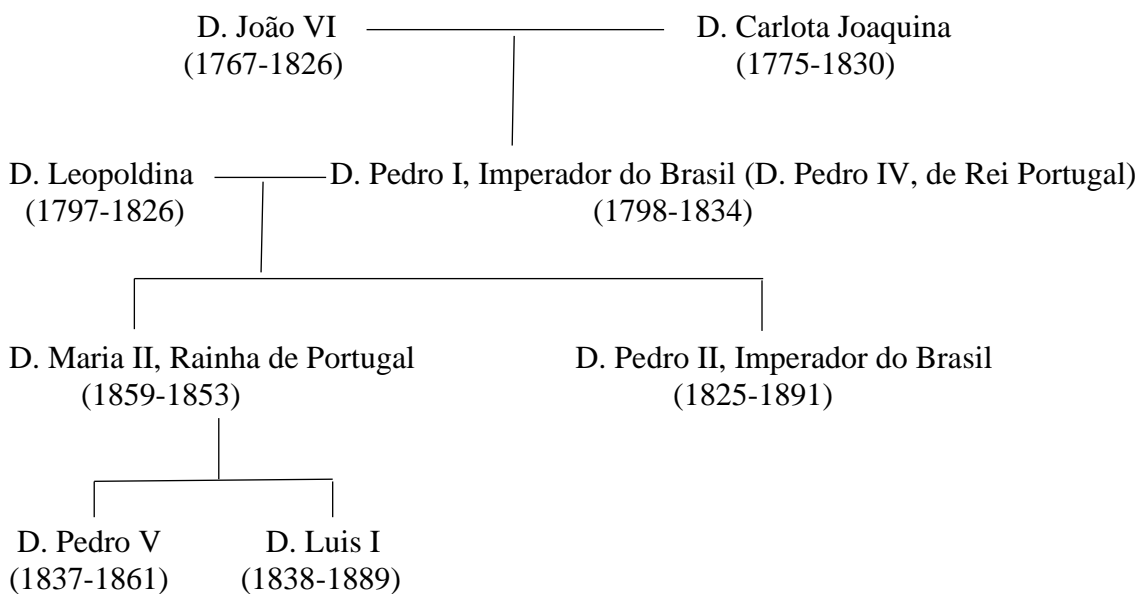 D. João VI D. Carlota Joaquina
(1767-1826) (1775-1830)
D. Leopoldina D. Pedro I, Imperador do Brasil (D. Pedro IV, de Rei Portugal)
(1797-1826) (1798-1834)
D. Maria II, Rainha de Portugal D. Pedro II, Imperador do Brasil
(1859-1853) (1825-1891)
D. Pedro V D. Luis I
(1837-1861) (1838-1889)